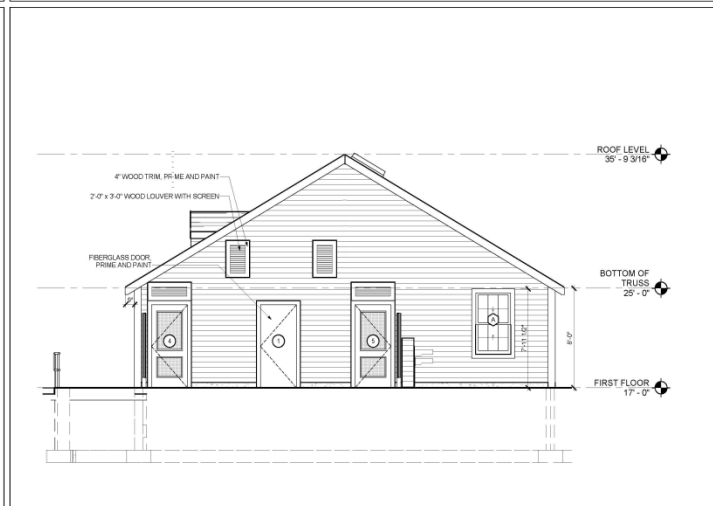 ROOF LEVEL
35' - 9 3/16"
4" WOOD TRIM, PRIME AND PAINT
2'-0" x 3'-0" WOOD LOUVER WITH SCREEN
FIBERGLASS DOOR,
PRIME AND PAINT
BOTTOM OF
TRUSS
25' - 0"
A
4
1
5
7'-11 1/2"
8'-0"
FIRST FLOOR
17' - 0"